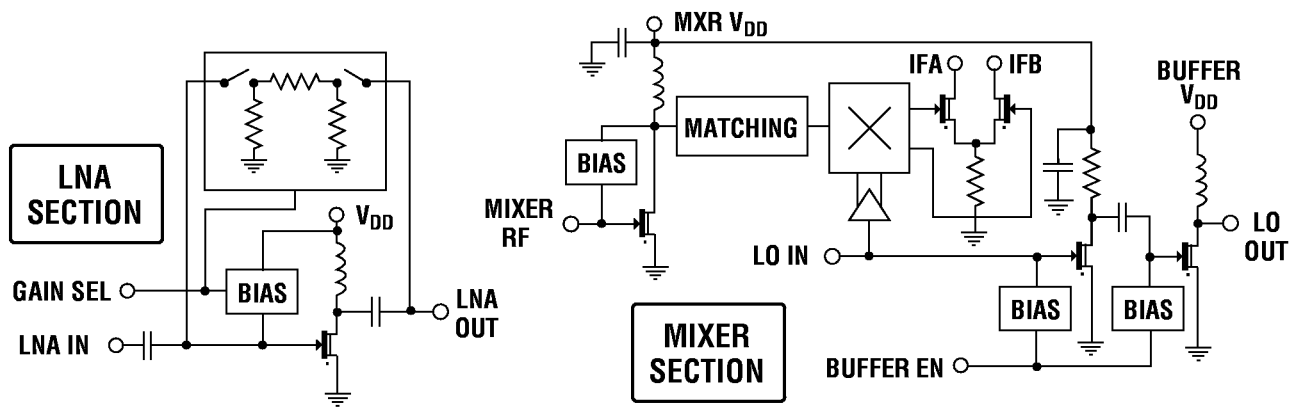 LNA
SECTION
V_DD
GAIN SEL
BIAS
LNA IN
LNA
OUT
MXR V_DD
IFA
IFB
MATCHING
BIAS
MIXER
RF
LO IN
BUFFER
V_DD
LO
OUT
BIAS
BIAS
BUFFER EN
MIXER
SECTION